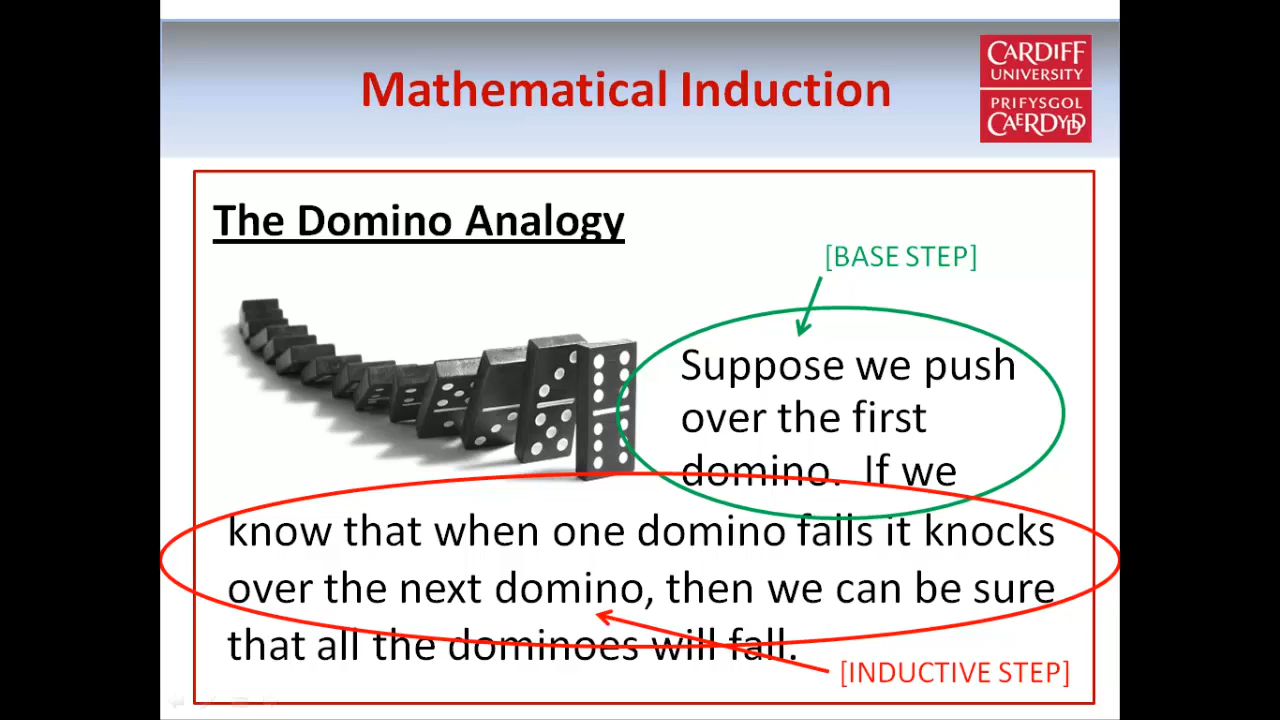 Mathematical Induction
CARDIFF
UNIVERSITY
PRIFYSGOL
CAERDYDD
The Domino Analogy
[BASE STEP]
Suppose we push
over the first
domino. If we
know that when one domino falls it knocks
over the next domino, then we can be sure
that all the dominoes will fall.
[INDUCTIVE STEP]